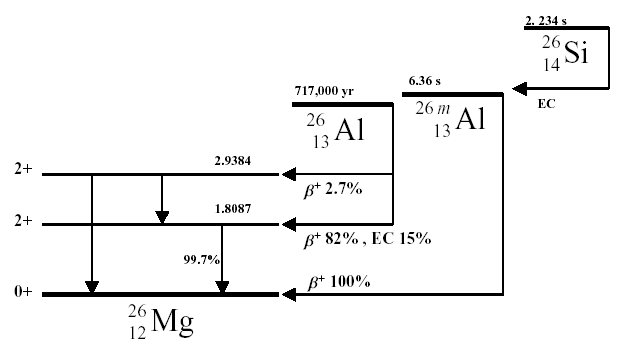 2. 234 s
26
14 Si
EC
6.36 s
26 m
13 Al
717,000 yr
26
13 Al
2+ 2.9384
β+ 2.7%
2+ 1.8087
β+ 82% , EC 15%
99.7%
β+ 100%
0+
26
12 Mg